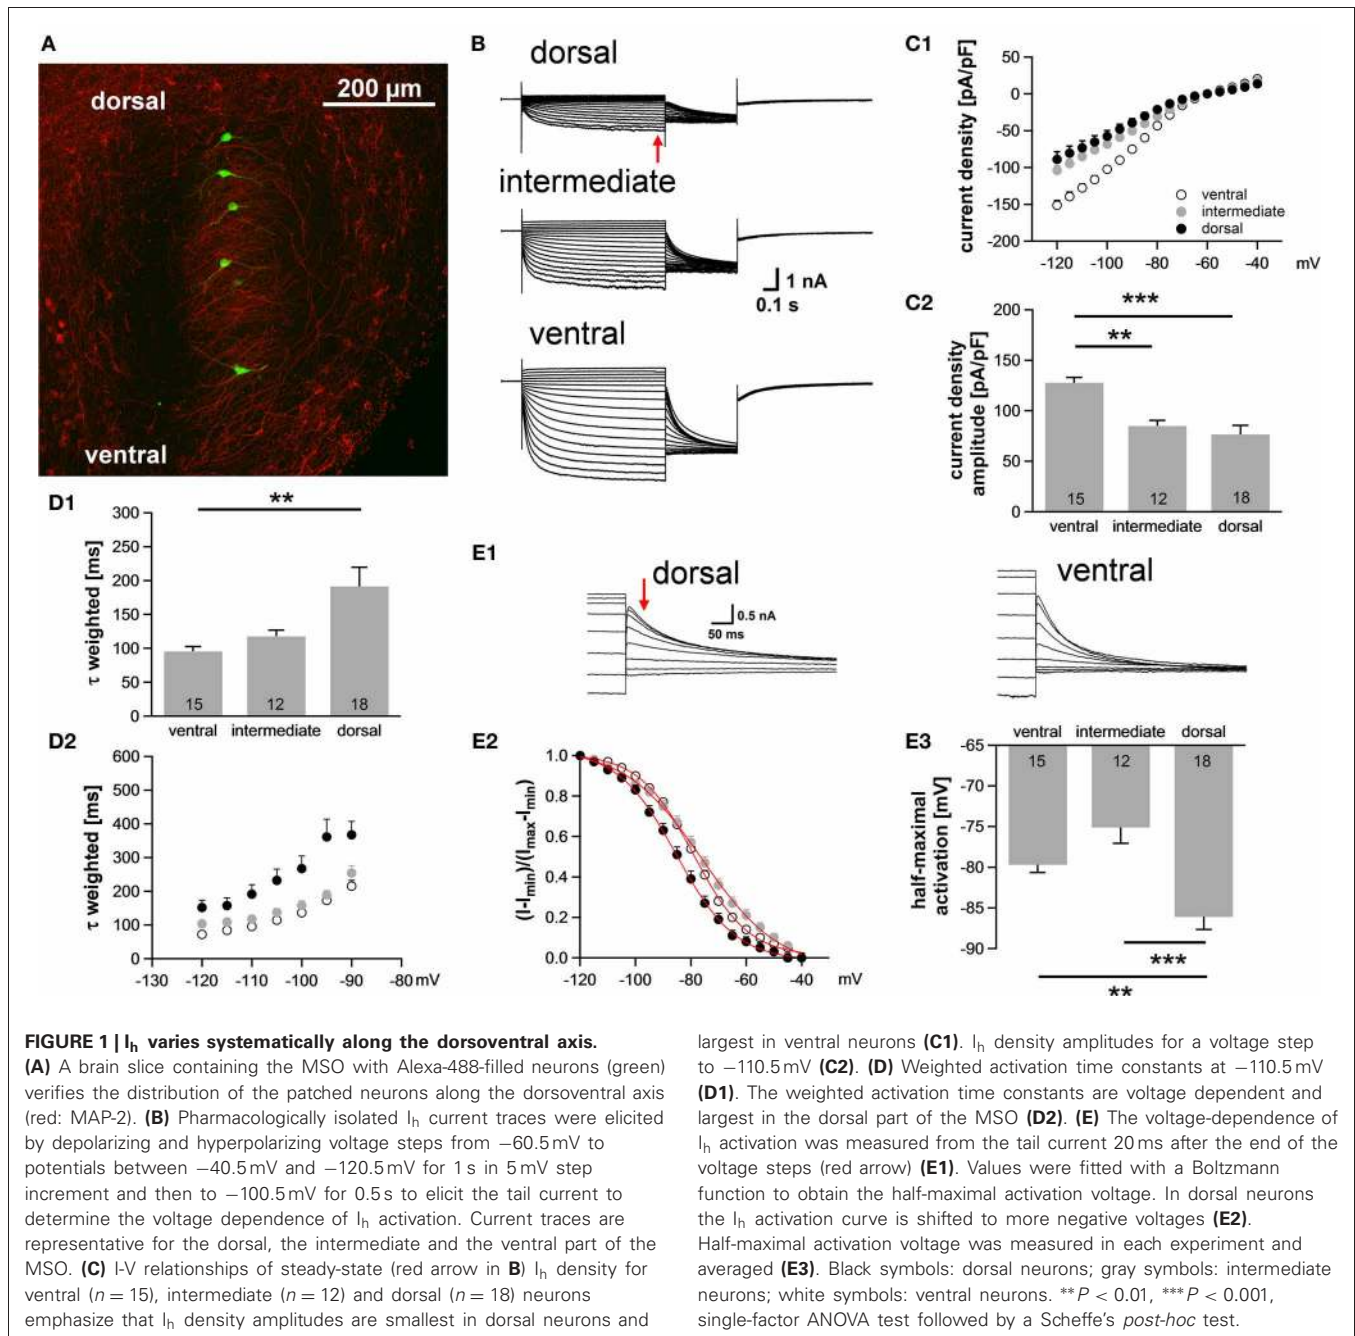 A
dorsal
200 µm
ventral
B
dorsal
intermediate
1 nA
0.1 s
ventral
C1
current density [pA/pF]
50
0
-50
-100
-150
-200
-120
-100
-80
-60
-40
mV
ventral
intermediate
dorsal
C2
current density
amplitude [pA/pF]
200
150
100
50
0
***
**
15
12
18
ventral
intermediate
dorsal
D1
τ weighted [ms]
300
250
200
150
100
50
0
**
15
12
18
ventral
intermediate
dorsal
D2
τ weighted [ms]
600
500
400
300
200
100
0
-130
-120
-110
-100
-90
-80
mV
E1
dorsal
0.5 nA
50 ms
ventral
E2
(I-Imin)/(Imax-Imin)
1.0
0.8
0.6
0.4
0.2
0.0
-120
-100
-80
-60
-40
mV
E3
half-maximal
activation [mV]
ventral
intermediate
dorsal
-65
-75
-80
-85
-90
15
12
18
***
**
FIGURE 1 | Ih varies systematically along the dorsoventral axis.
(A) A brain slice containing the MSO with Alexa-488-filled neurons (green)
verifies the distribution of the patched neurons along the dorsoventral axis
(red: MAP-2). (B) Pharmacologically isolated Ih current traces were elicited
by depolarizing and hyperpolarizing voltage steps from −60.5 mV to
potentials between −40.5 mV and −120.5 mV for 1 s in 5 mV step
increment and then to −100.5 mV for 0.5 s to elicit the tail current to
determine the voltage dependence of Ih activation. Current traces are
representative for the dorsal, the intermediate and the ventral part of the
MSO. (C) I-V relationships of steady-state (red arrow in B) Ih density for
ventral (n = 15), intermediate (n = 12) and dorsal (n = 18) neurons
emphasize that Ih density amplitudes are smallest in dorsal neurons and
largest in ventral neurons (C1). Ih density amplitudes for a voltage step
to −110.5 mV (C2). (D) Weighted activation time constants at −110.5 mV
(D1). The weighted activation time constants are voltage dependent and
largest in the dorsal part of the MSO (D2). (E) The voltage-dependence of
Ih activation was measured from the tail current 20 ms after the end of the
voltage steps (red arrow) (E1). Values were fitted with a Boltzmann
function to obtain the half-maximal activation voltage. In dorsal neurons
the Ih activation curve is shifted to more negative voltages (E2).
Half-maximal activation voltage was measured in each experiment and
averaged (E3). Black symbols: dorsal neurons; gray symbols: intermediate
neurons; white symbols: ventral neurons. **P < 0.01, ***P < 0.001,
single-factor ANOVA test followed by a Scheffe's post-hoc test.